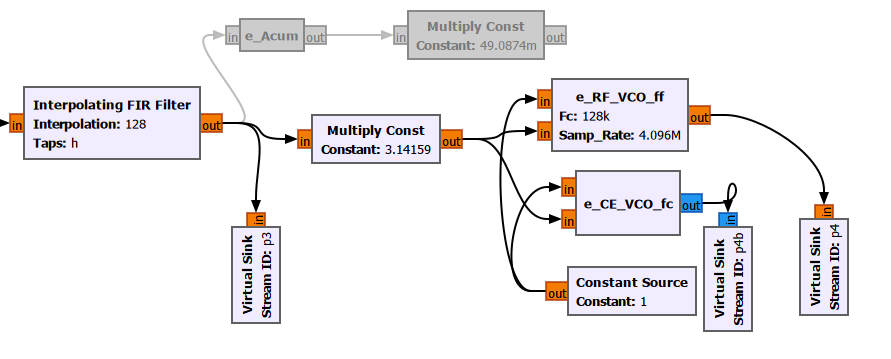 in
e_Acum
out
in
Multiply Const
Constant: 49.0874m
out
in
Interpolating FIR Filter
Interpolation: 128
Taps: h
out
in
Multiply Const
Constant: 3.14159
out
in
in
e_RF_VCO_ff
Fc: 128k
Samp_Rate: 4.096M
out
in
in
e_CE_VCO_fc
out
out
Constant Source
Constant: 1
in
Virtual Sink
Stream ID: p3
in
Virtual Sink
Stream ID: p4b
in
Virtual Sink
Stream ID: p4